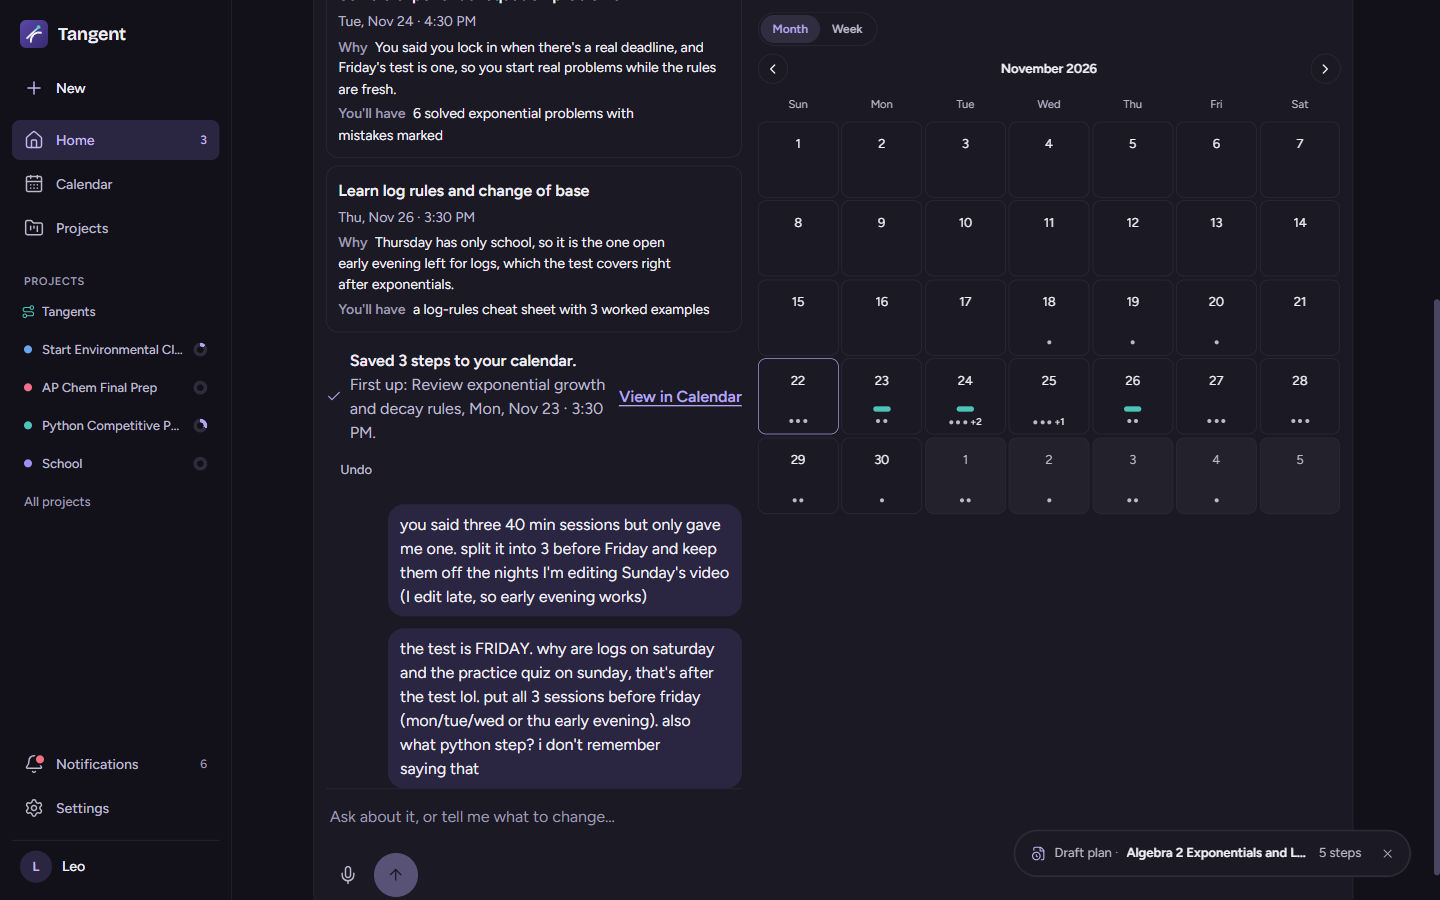 Tangent
New
Home 3
Calendar
Projects
PROJECTS
Tangents
Start Environmental Cl...
AP Chem Final Prep
Python Competitive P...
School
All projects
Notifications 6
Settings
L Leo
Tue, Nov 24 · 4:30 PM
Why You said you lock in when there's a real deadline, and
Friday's test is one, so you start real problems while the rules
are fresh.
You'll have 6 solved exponential problems with
mistakes marked
Learn log rules and change of base
Thu, Nov 26 · 3:30 PM
Why Thursday has only school, so it is the one open
early evening left for logs, which the test covers right
after exponentials.
You'll have a log-rules cheat sheet with 3 worked examples
Saved 3 steps to your calendar.
First up: Review exponential growth
and decay rules, Mon, Nov 23 · 3:30
PM.
View in Calendar
Undo
you said three 40 min sessions but only gave
me one. split it into 3 before Friday and keep
them off the nights I'm editing Sunday's video
(I edit late, so early evening works)
the test is FRIDAY. why are logs on saturday
and the practice quiz on sunday, that's after
the test lol. put all 3 sessions before friday
(mon/tue/wed or thu early evening). also
what python step? i don't remember
saying that
Ask about it, or tell me what to change...
Month Week
November 2026
Sun Mon Tue Wed Thu Fri Sat
1 2 3 4 5 6 7
8 9 10 11 12 13 14
15 16 17 18 19 20 21
22 23 24 25 26 27 28
+2 +1
29 30 1 2 3 4 5
Draft plan · Algebra 2 Exponentials and L... 5 steps